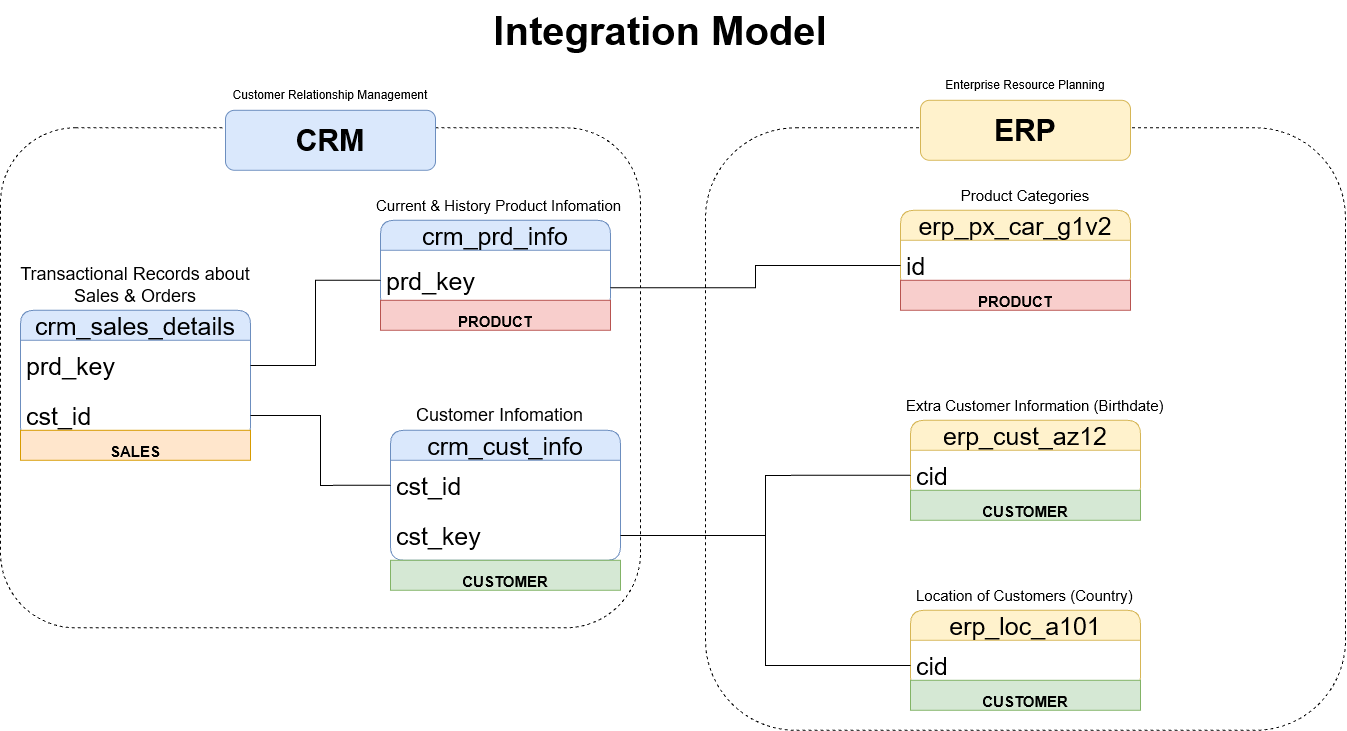 Integration Model
Customer Relationship Management
CRM
Current & History Product Infomation
crm_prd_info
prd_key
PRODUCT
Transactional Records about
Sales & Orders
crm_sales_details
prd_key
cst_id
SALES
Customer Infomation
crm_cust_info
cst_id
cst_key
CUSTOMER
Enterprise Resource Planning
ERP
Product Categories
erp_px_car_g1v2
id
PRODUCT
Extra Customer Information (Birthdate)
erp_cust_az12
cid
CUSTOMER
Location of Customers (Country)
erp_loc_a101
cid
CUSTOMER